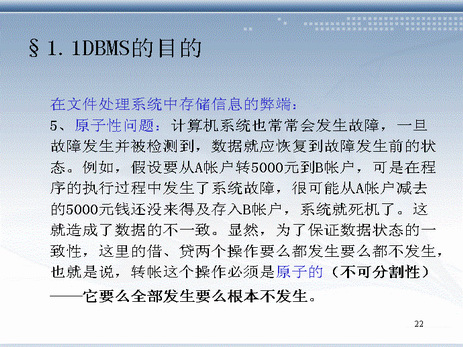 §1.1DBMS的目的
在文件处理系统中存储信息的弊端：
5、原子性问题：计算机系统也常常会发生故障，一旦
故障发生并被检测到，数据就应恢复到故障发生前的状
态。例如，假设要从A帐户转5000元到B帐户，可是在程
序的执行过程中发生了系统故障，很可能从A帐户减去
的5000元钱还没来得及存入B帐户，系统就死机了。这
就造成了数据的不一致。显然，为了保证数据状态的一
致性，这里的借、贷两个操作要么都发生要么都不发生，
也就是说，转帐这个操作必须是原子的（不可分割性）
——它要么全部发生要么根本不发生。
22